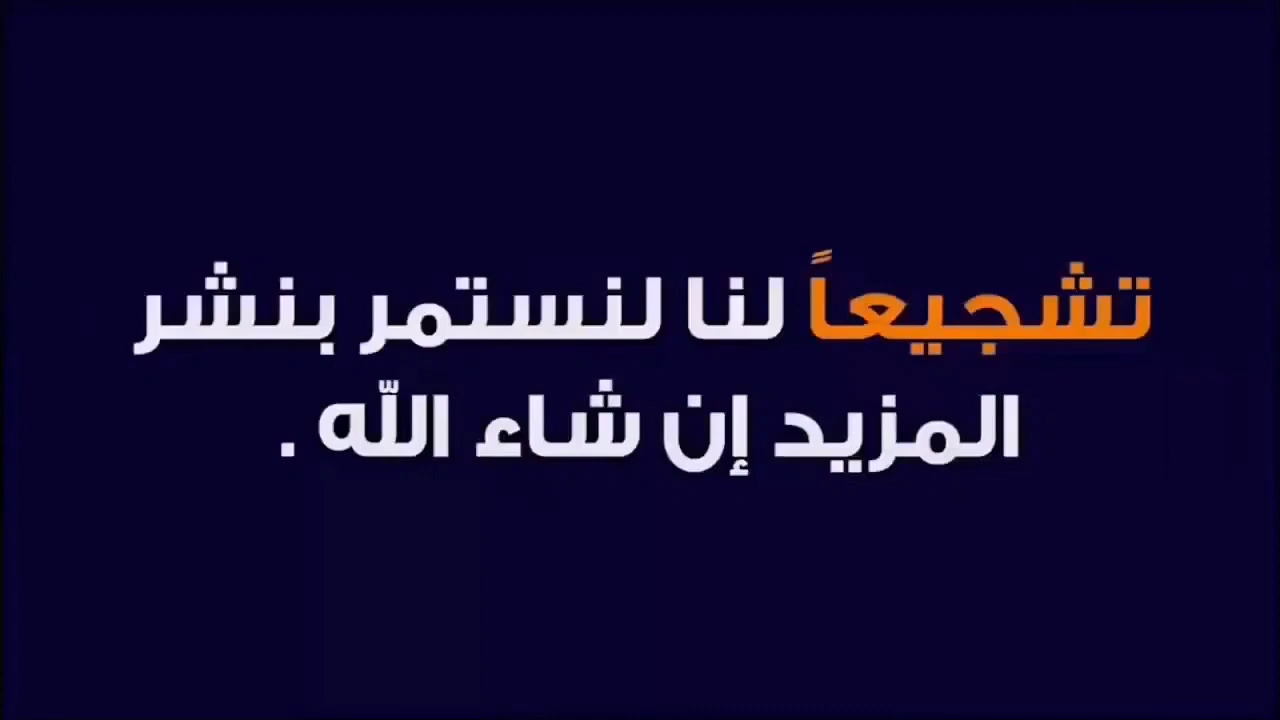 تشجيعاً لنا لنستمر بنشر
المزيد إن شاء الله .